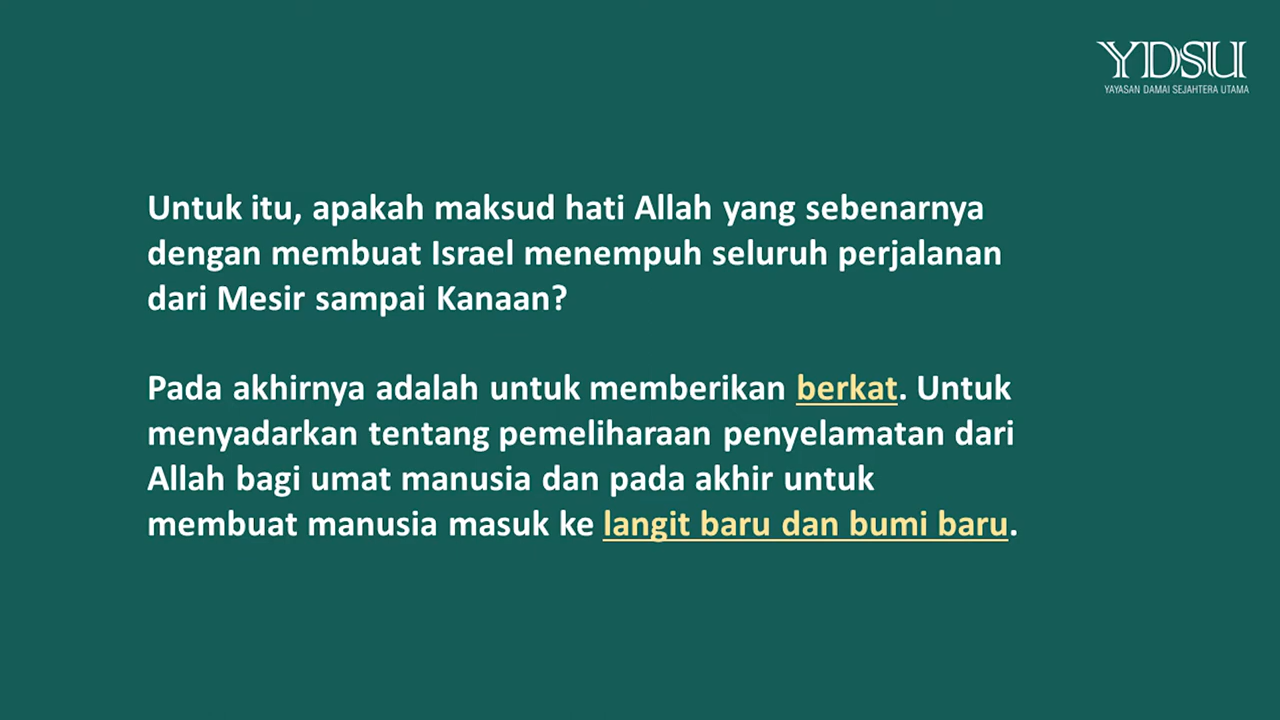 YDSU
YAYASAN DAMAI SEJAHTERA UTAMA
Untuk itu, apakah maksud hati Allah yang sebenarnya
dengan membuat Israel menempuh seluruh perjalanan
dari Mesir sampai Kanaan?
Pada akhirnya adalah untuk memberikan berkat. Untuk
menyadarkan tentang pemeliharaan penyelamatan dari
Allah bagi umat manusia dan pada akhir untuk
membuat manusia masuk ke langit baru dan bumi baru.